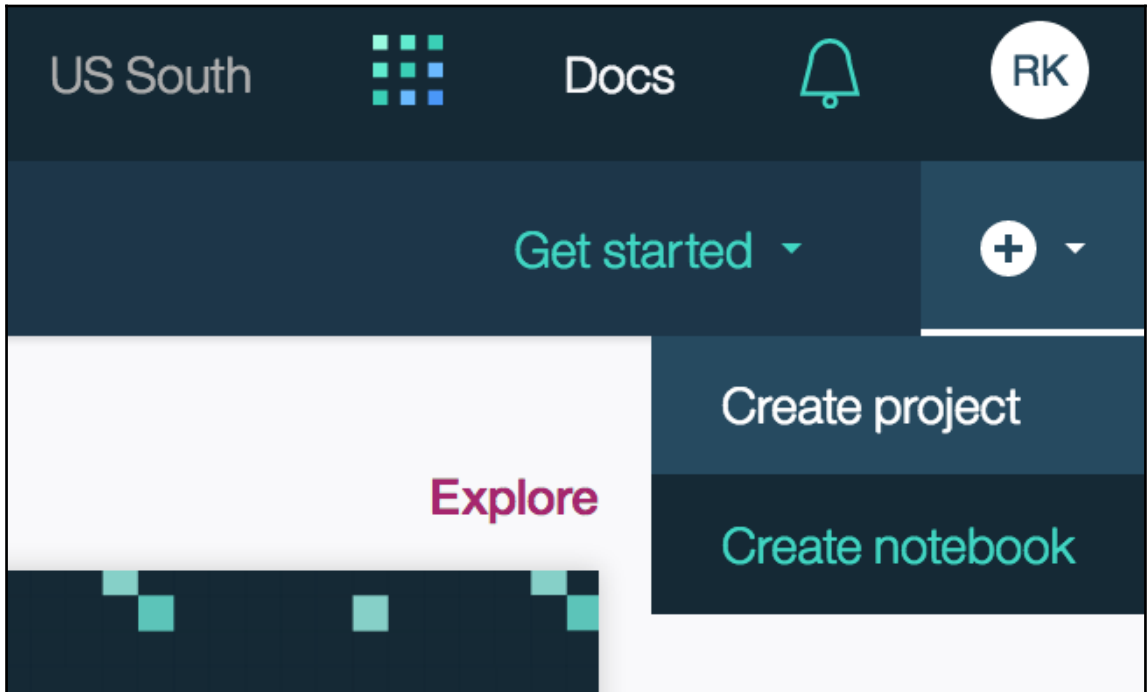 US South Docs RK
Get started
Create project
Explore
Create notebook